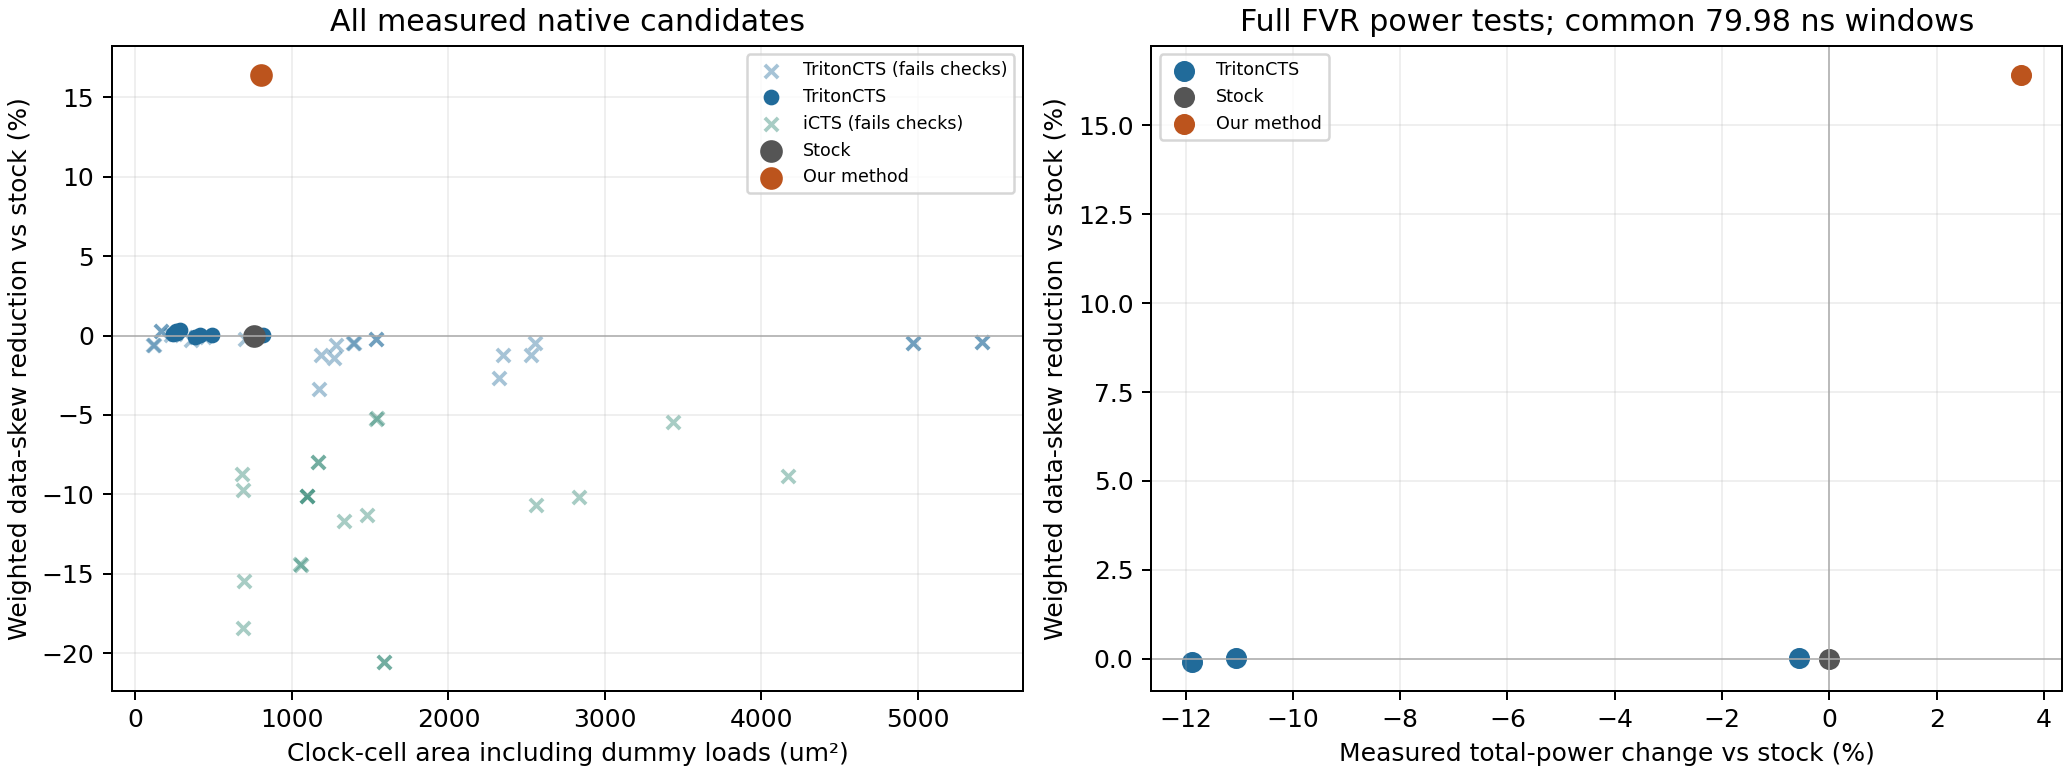 All measured native candidates
Weighted data-skew reduction vs stock (%)
15
10
5
0
−5
−10
−15
−20
TritonCTS (fails checks)
TritonCTS
iCTS (fails checks)
Stock
Our method
0
1000
2000
3000
4000
5000
Clock-cell area including dummy loads (um²)
Full FVR power tests; common 79.98 ns windows
Weighted data-skew reduction vs stock (%)
15.0
12.5
10.0
7.5
5.0
2.5
0.0
TritonCTS
Stock
Our method
−12
−10
−8
−6
−4
−2
0
2
4
Measured total-power change vs stock (%)